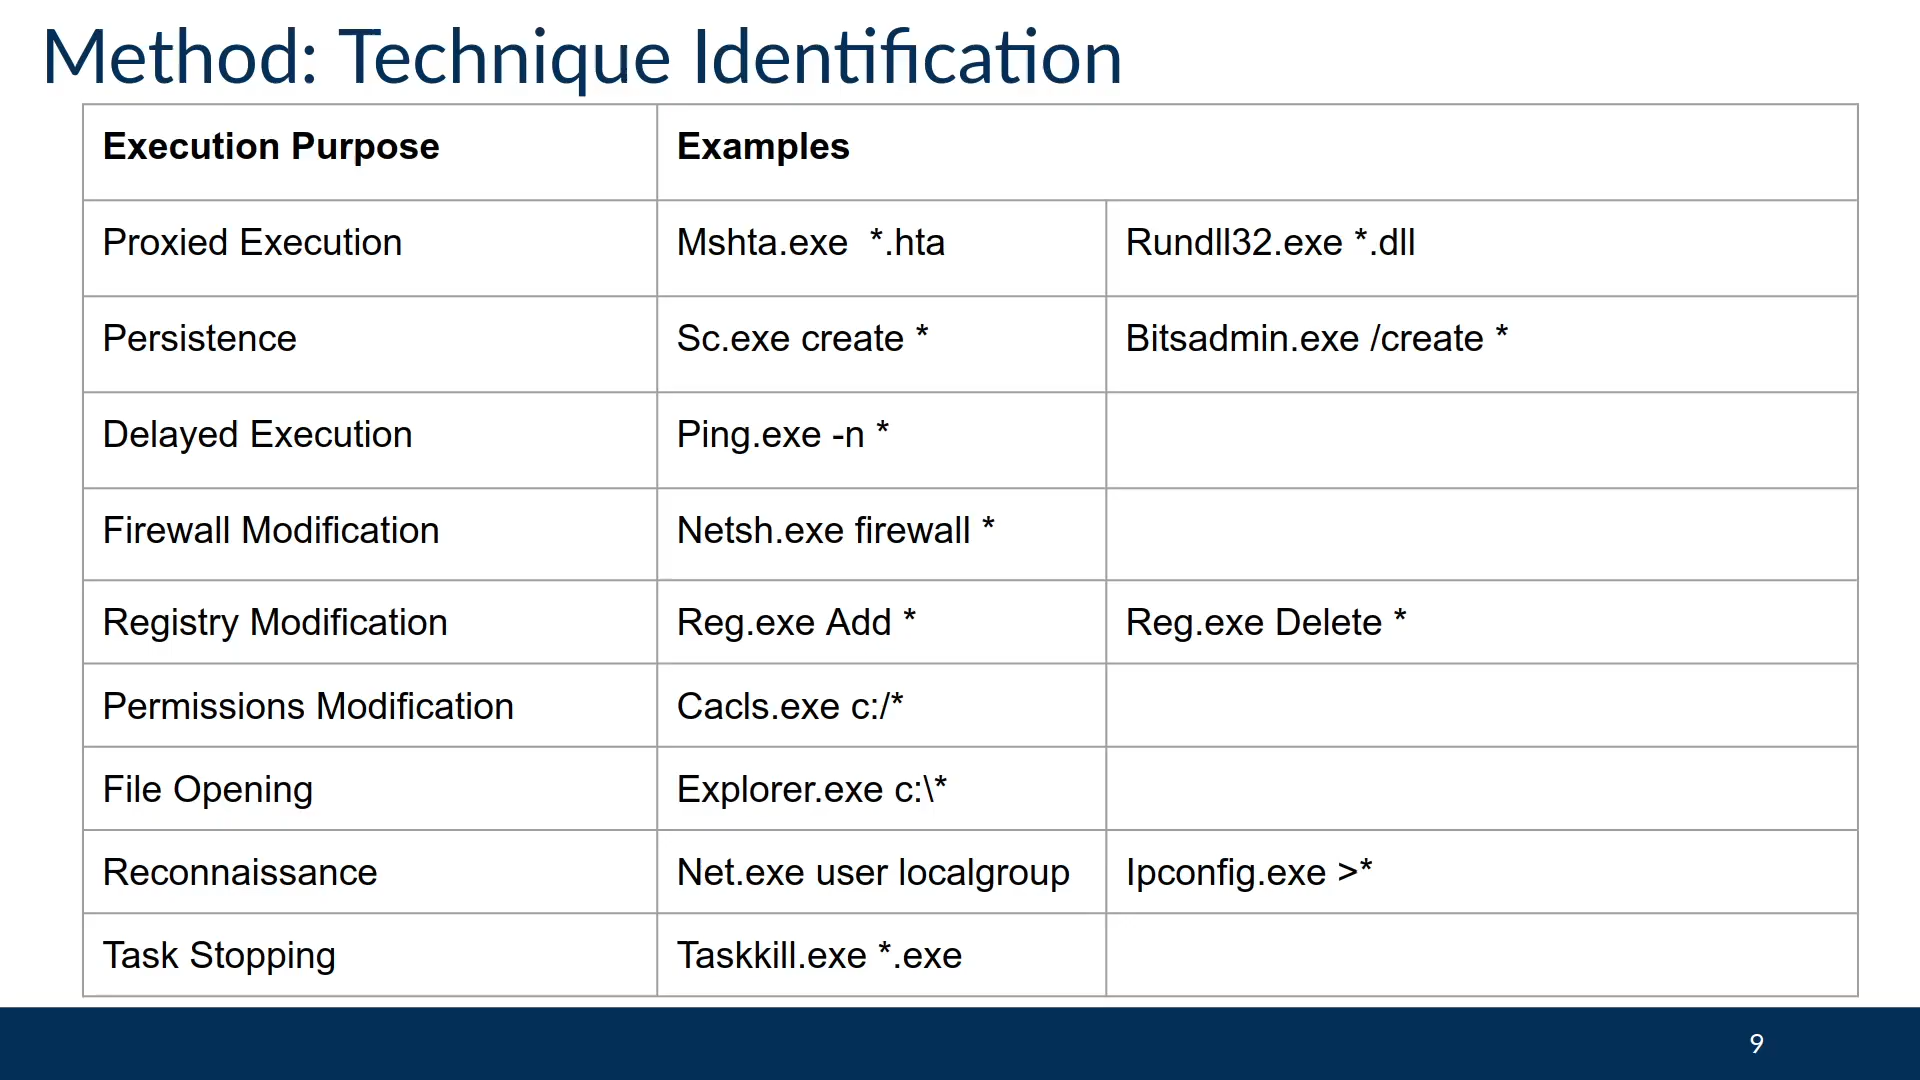 Method: Technique Identification
Execution Purpose Examples
Proxied Execution Mshta.exe  *.hta Rundll32.exe *.dll
Persistence Sc.exe create * Bitsadmin.exe /create *
Delayed Execution Ping.exe -n *
Firewall Modification Netsh.exe firewall *
Registry Modification Reg.exe Add * Reg.exe Delete *
Permissions Modification Cacls.exe c:/*
File Opening Explorer.exe c:\*
Reconnaissance Net.exe user localgroup Ipconfig.exe >*
Task Stopping Taskkill.exe *.exe
9